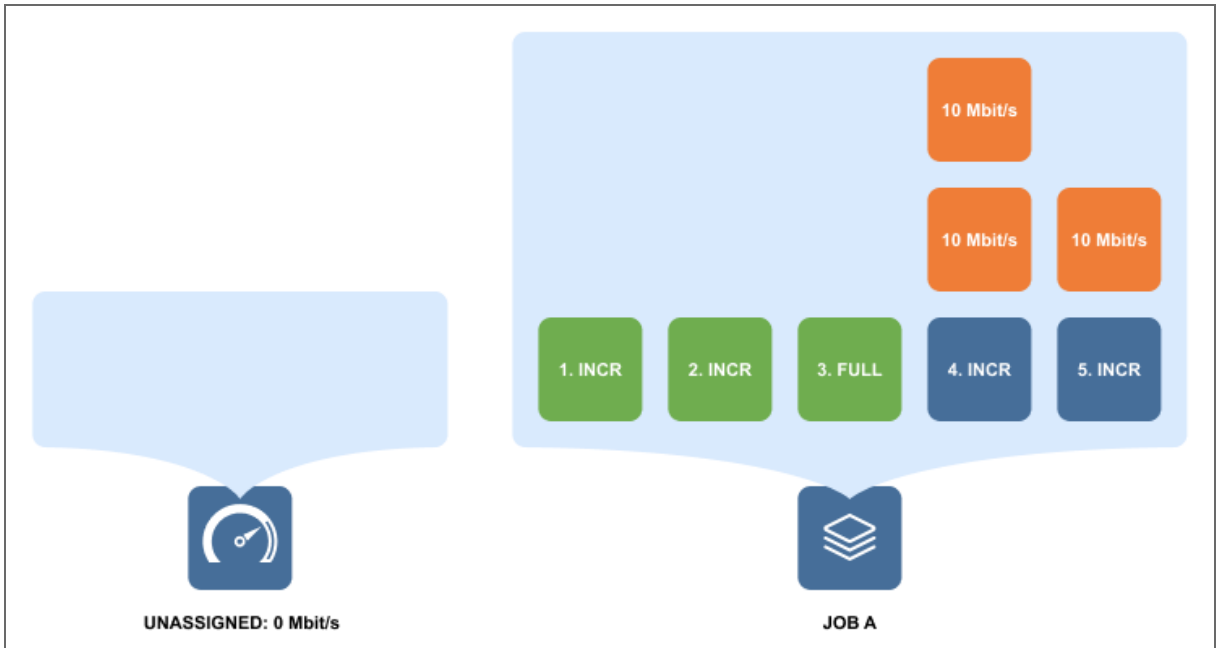 10 Mbit/s
10 Mbit/s
10 Mbit/s
1. INCR
2. INCR
3. FULL
4. INCR
5. INCR
UNASSIGNED: 0 Mbit/s
JOB A